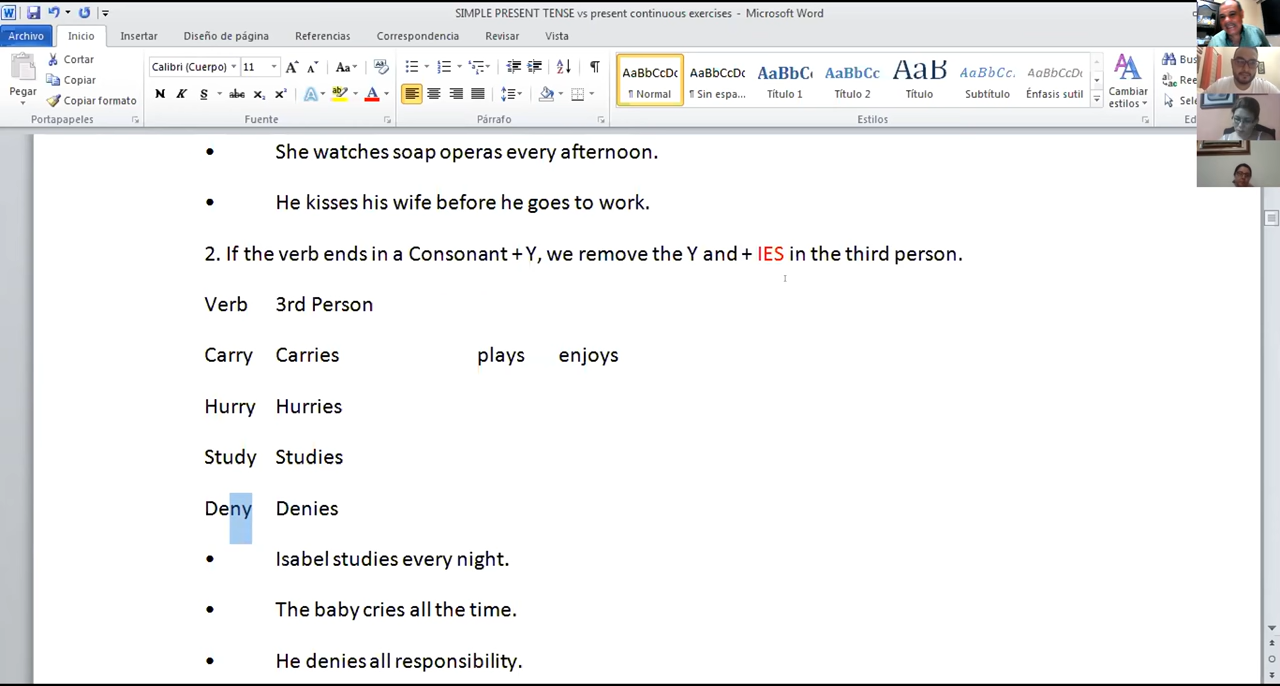 SIMPLE PRESENT TENSE vs present continuous exercises - Microsoft Word
Archivo Inicio Insertar Diseño de página Referencias Correspondencia Revisar Vista
Pegar Cortar Copiar Copiar formato
Calibri (Cuerpo) 11
AaBbCcDc AaBbCcDc AaBbC AaBbCc AaB AaBbCc. AaBbCcDc
¶ Normal ¶ Sin espa... Título 1 Título 2 Título Subtítulo Énfasis sutil
Cambiar estilos
Portapapeles Fuente Párrafo Estilos
• She watches soap operas every afternoon.
• He kisses his wife before he goes to work.
2. If the verb ends in a Consonant + Y, we remove the Y and + IES in the third person.
Verb 3rd Person
Carry Carries plays enjoys
Hurry Hurries
Study Studies
Deny Denies
• Isabel studies every night.
• The baby cries all the time.
• He denies all responsibility.